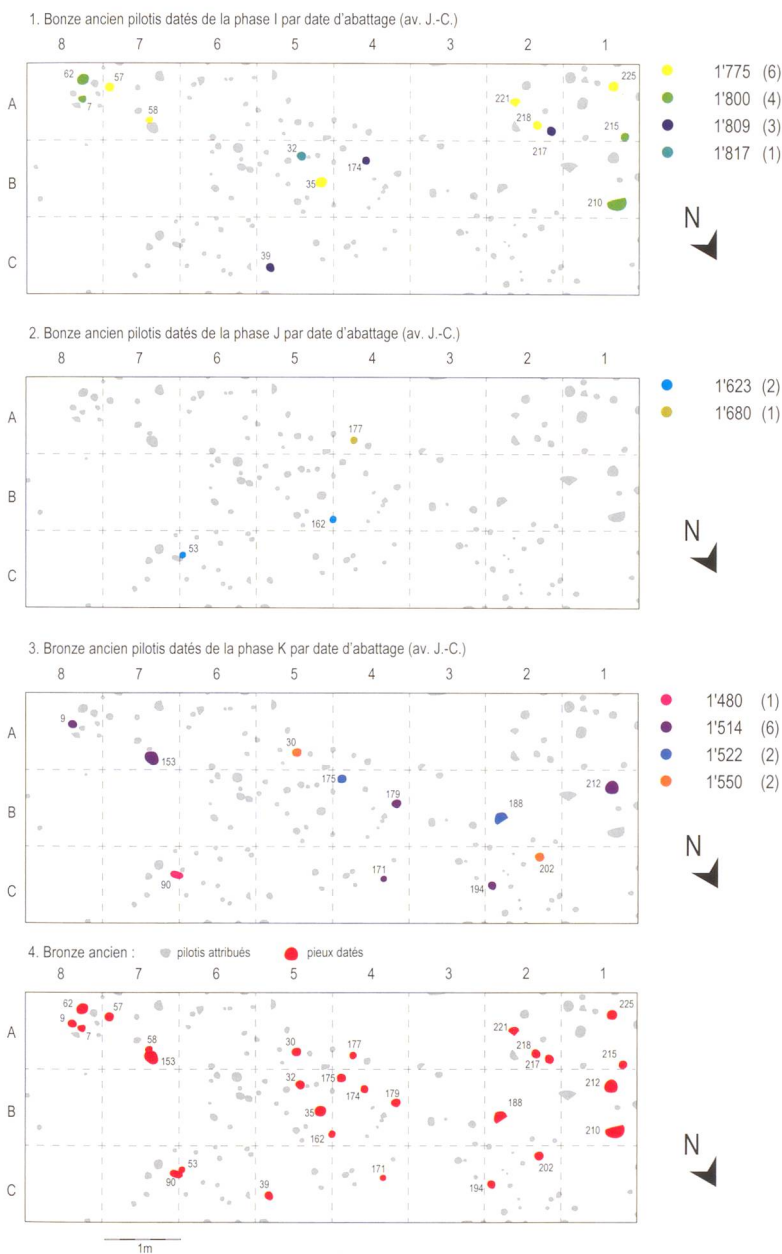 1. Bonze ancien pilotis datés de la phase I par date d'abattage (av. J.-C.)
8 7 6 5 4 2 1
A
B
C
62
57
7
58
32
174
35
39
221
218
217
225
215
210
1'775 (6)
1'800 (4)
1'809 (3)
1'817 (1)
N
2. Bonze ancien pilotis datés de la phase J par date d'abattage (av. J.-C.)
8 7 6 5 4 2 1
A
B
C
177
162
53
1'623 (2)
1'680 (1)
N
3. Bronze ancien pilotis datés de la phase K par date d'abattage (av. J.-C.)
8 7 6 5 4 2 1
A
B
C
9
153
30
175
179
188
212
90
171
194
202
1'480 (1)
1'514 (6)
1'522 (2)
1'550 (2)
N
4. Bronze ancien : pilotis attribués pieux datés
8 7 6 5 4 2 1
A
B
C
62
57
9
7
58
153
30
177
32
175
174
179
35
162
53
90
39
171
221
218
217
225
215
212
188
210
202
194
N
1m